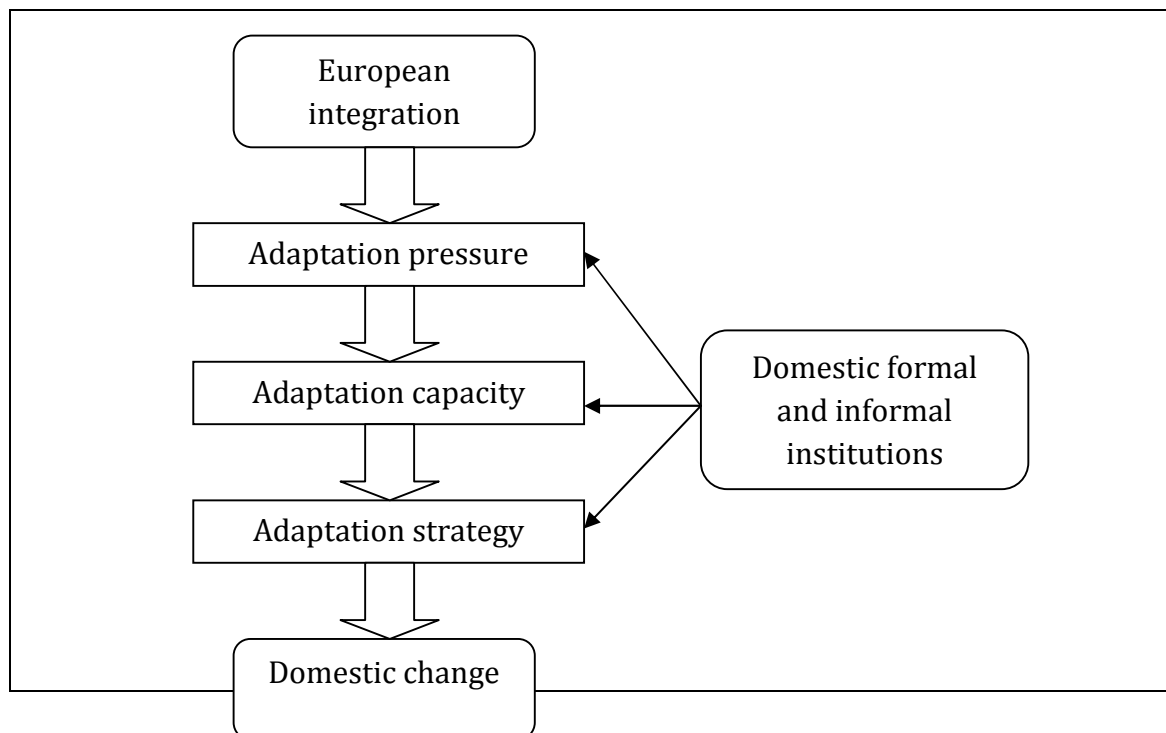 European
integration
Adaptation pressure
Adaptation capacity
Domestic formal
and informal
institutions
Adaptation strategy
Domestic change